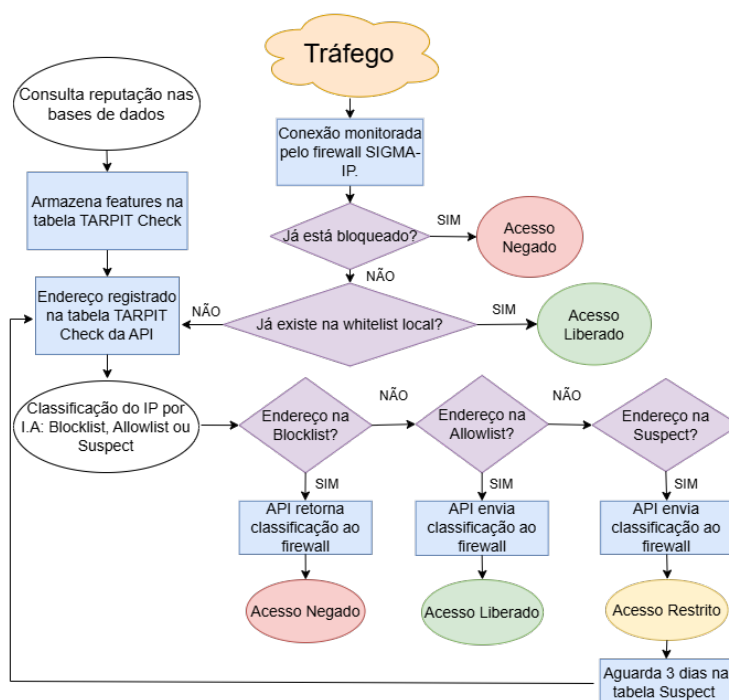 Tráfego
Consulta reputação nas
bases de dados
Conexão monitorada
pelo firewall SIGMA-
IP.
Armazena features na
tabela TARPIT Check
Já está bloqueado?
SIM
Acesso
Negado
NÃO
Endereço registrado
na tabela TARPIT
Check da API
NÃO
Já existe na whitelist local?
SIM
Acesso
Liberado
Classificação do IP por
I.A: Blocklist, Allowlist ou
Suspect
Endereço na
Blocklist?
NÃO
Endereço na
Allowlist?
NÃO
Endereço na
Suspect?
SIM
SIM
SIM
API retorna
classificação ao
firewall
API envia
classificação ao
firewall
API envia
classificação ao
firewall
Acesso Negado
Acesso Liberado
Acesso Restrito
Aguarda 3 dias na
tabela Suspect